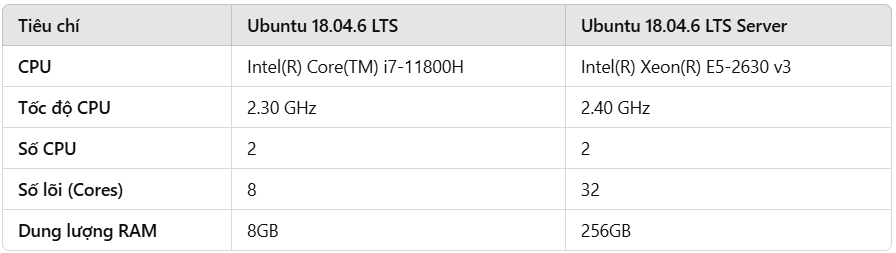 Tiêu chí Ubuntu 18.04.6 LTS Ubuntu 18.04.6 LTS Server
CPU Intel(R) Core(TM) i7-11800H Intel(R) Xeon(R) E5-2630 v3
Tốc độ CPU 2.30 GHz 2.40 GHz
Số CPU 2 2
Số lõi (Cores) 8 32
Dung lượng RAM 8GB 256GB